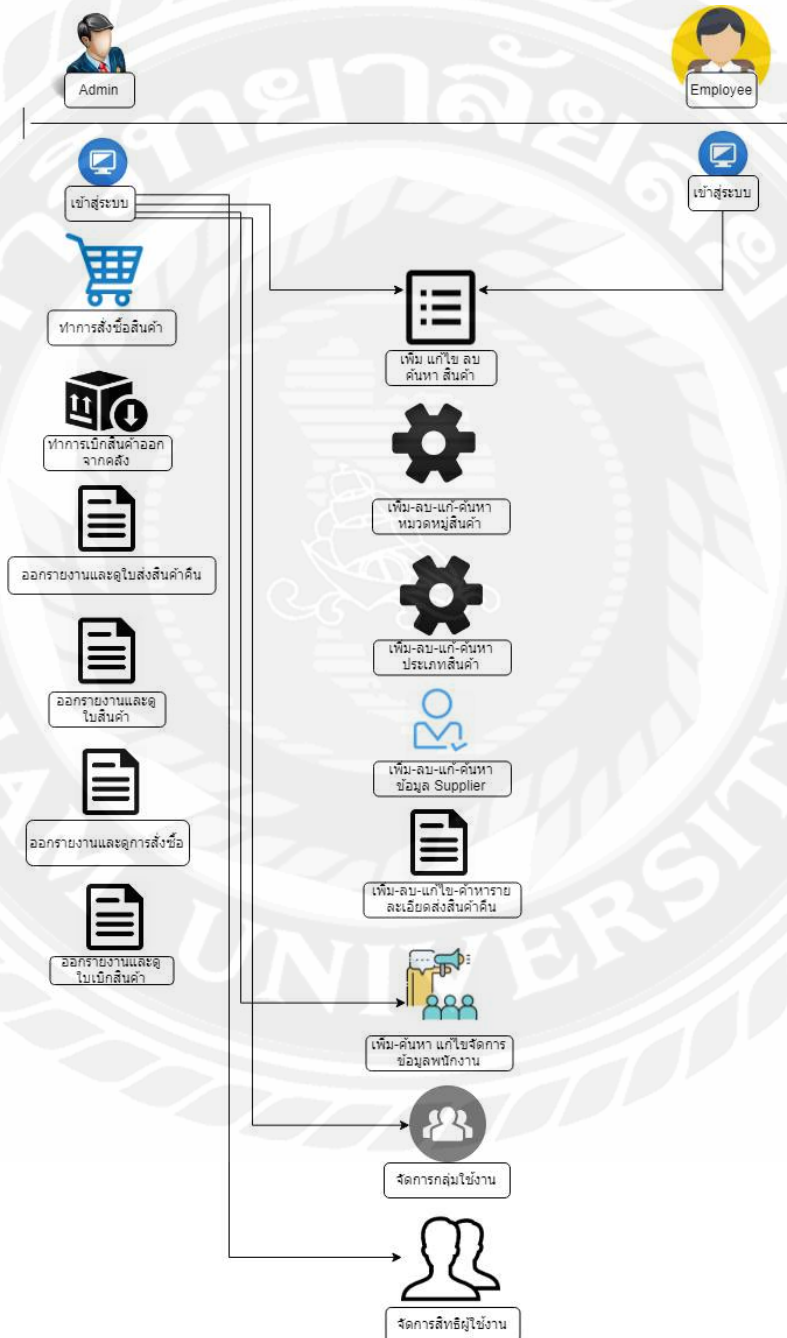 Admin
Employee
เข้าสู่ระบบ
เข้าสู่ระบบ
ทำการสั่งซื้อสินค้า
เพิ่ม แก้ไข ลบ
ค้นหา สินค้า
ทำการเบิกสินค้าออก
จากคลัง
เพิ่ม-ลบ-แก้-ค้นหา
หมวดหมู่สินค้า
ออกรายงานและดูใบส่งสินค้าคืน
เพิ่ม-ลบ-แก้-ค้นหา
ประเภทสินค้า
ออกรายงานและดู
ใบสินค้า
เพิ่ม-ลบ-แก้-ค้นหา
ข้อมูล Supplier
ออกรายงานและดูการสั่งซื้อ
เพิ่ม-ลบ-แก้ไข-ค้าหาราย
ละเอียดส่งสินค้าคืน
ออกรายงานและดู
ใบเบิกสินค้า
เพิ่ม-ค้นหา แก้ไขจัดการ
ข้อมูลพนักงาน
จัดการกลุ่มใช้งาน
จัดการสิทธิผู้ใช้งาน
วิทยาลัยส
AM UNIVERSIT